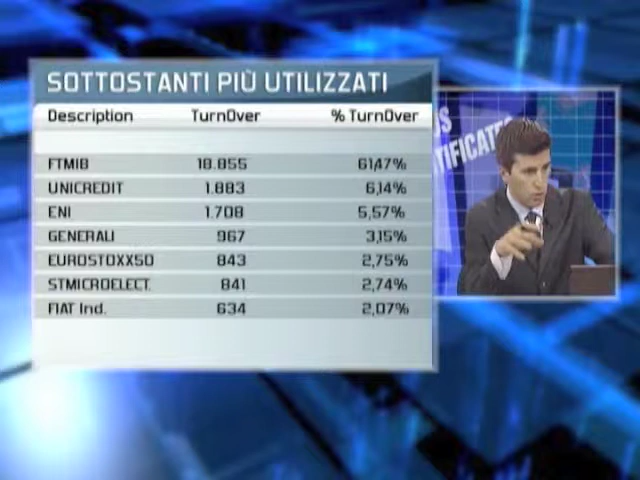 SOTTOSTANTI PIÙ UTILIZZATI
Description TurnOver % TurnOver
FTMIB 18.855 61,47%
UNICREDIT 1.883 6,14%
ENI 1.708 5,57%
GENERALI 967 3,15%
EUROSTOXX50 843 2,75%
STMICROELECT. 841 2,74%
FIAT Ind. 634 2,07%